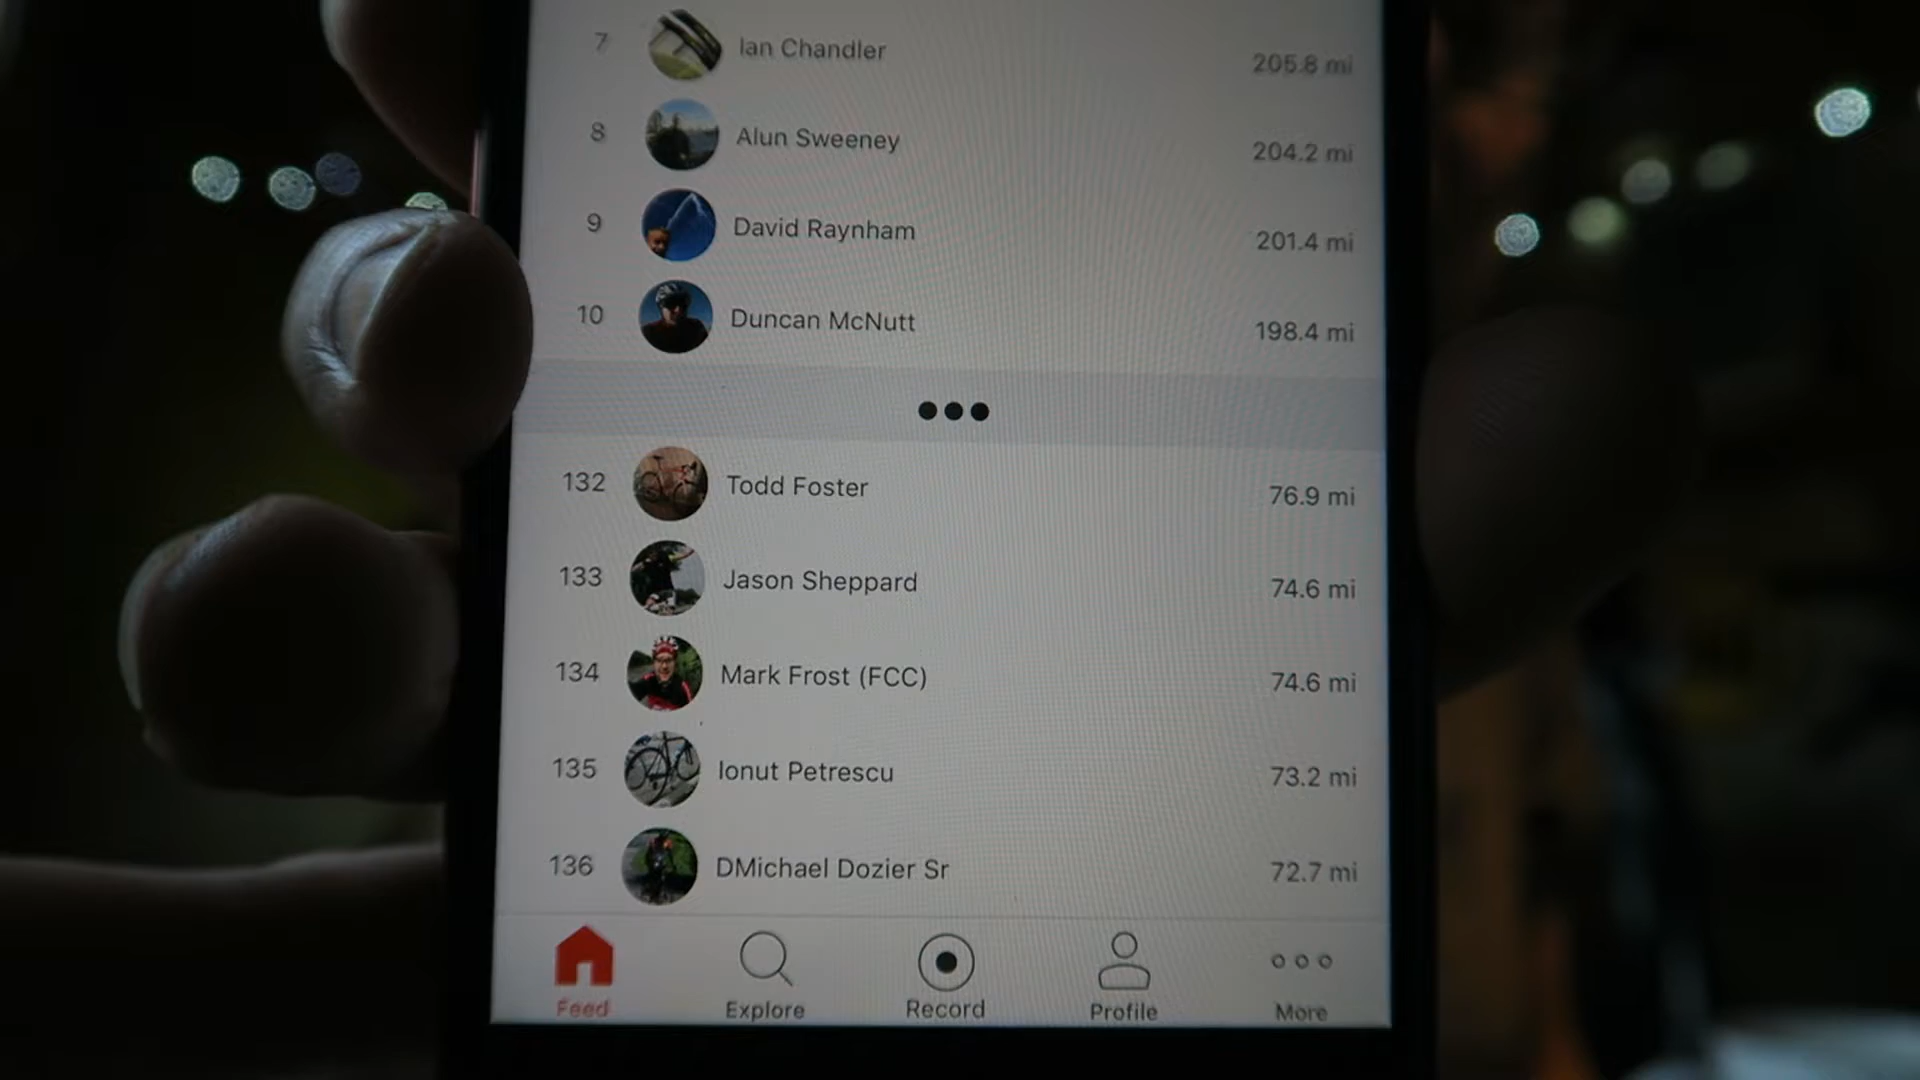 7 Ian Chandler 205.8 mi
8 Alun Sweeney 204.2 mi
9 David Raynham 201.4 mi
10 Duncan McNutt 198.4 mi
132 Todd Foster 76.9 mi
133 Jason Sheppard 74.6 mi
134 Mark Frost (FCC) 74.6 mi
135 Ionut Petrescu 73.2 mi
136 DMichael Dozier Sr 72.7 mi
Feed Explore Record Profile More